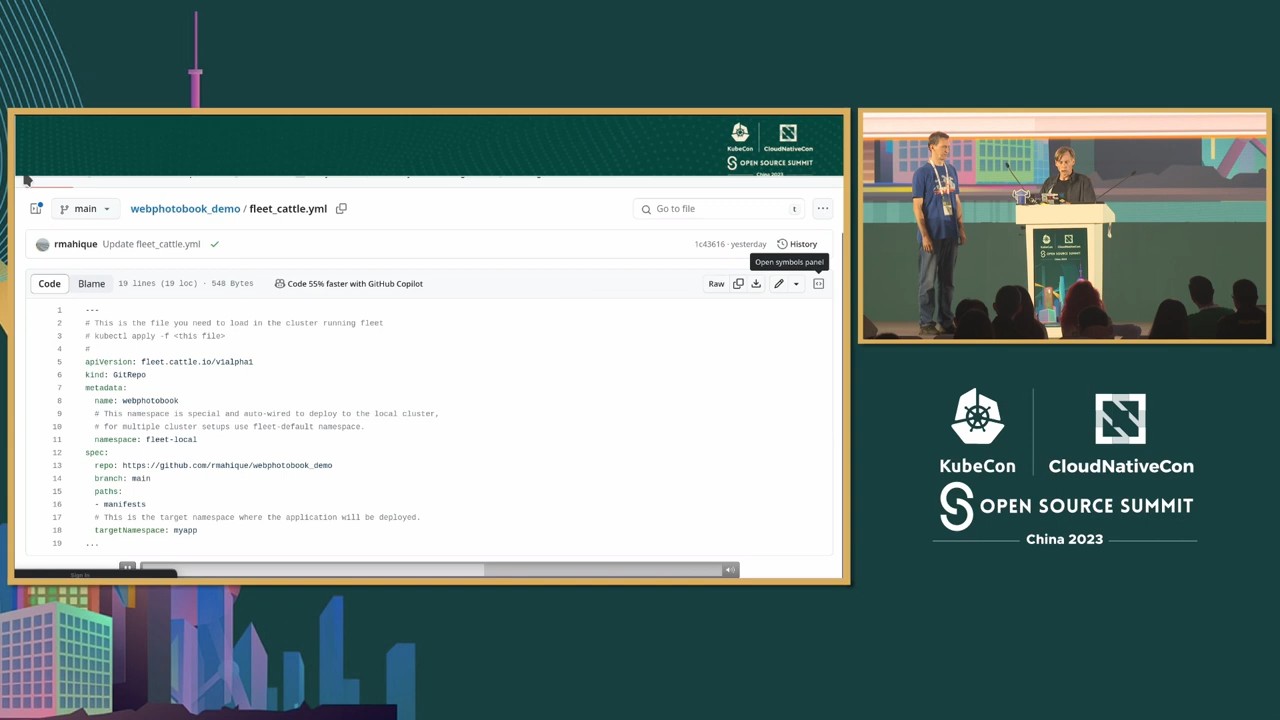 KubeCon
CloudNativeCon
OPEN SOURCE SUMMIT
China 2023
main
webphotobook_demo / fleet_cattle.yml
Go to file
t
rmahique Update fleet_cattle.yml
1c43616 · yesterday
History
Open symbols panel
Code
Blame
19 lines (19 loc) · 548 Bytes
Code 55% faster with GitHub Copilot
Raw
1 ---
2 # This is the file you need to load in the cluster running fleet
3 # kubectl apply -f <this file>
4 #
5 apiVersion: fleet.cattle.io/v1alpha1
6 kind: GitRepo
7 metadata:
8 name: webphotobook
9 # This namespace is special and auto-wired to deploy to the local cluster,
10 # for multiple cluster setups use fleet-default namespace.
11 namespace: fleet-local
12 spec:
13 repo: https://github.com/rmahique/webphotobook_demo
14 branch: main
15 paths:
16 - manifests
17 # This is the target namespace where the application will be deployed.
18 targetNamespace: myapp
19 ...
Sign in
KubeCon
CloudNativeCon
OPEN SOURCE SUMMIT
China 2023